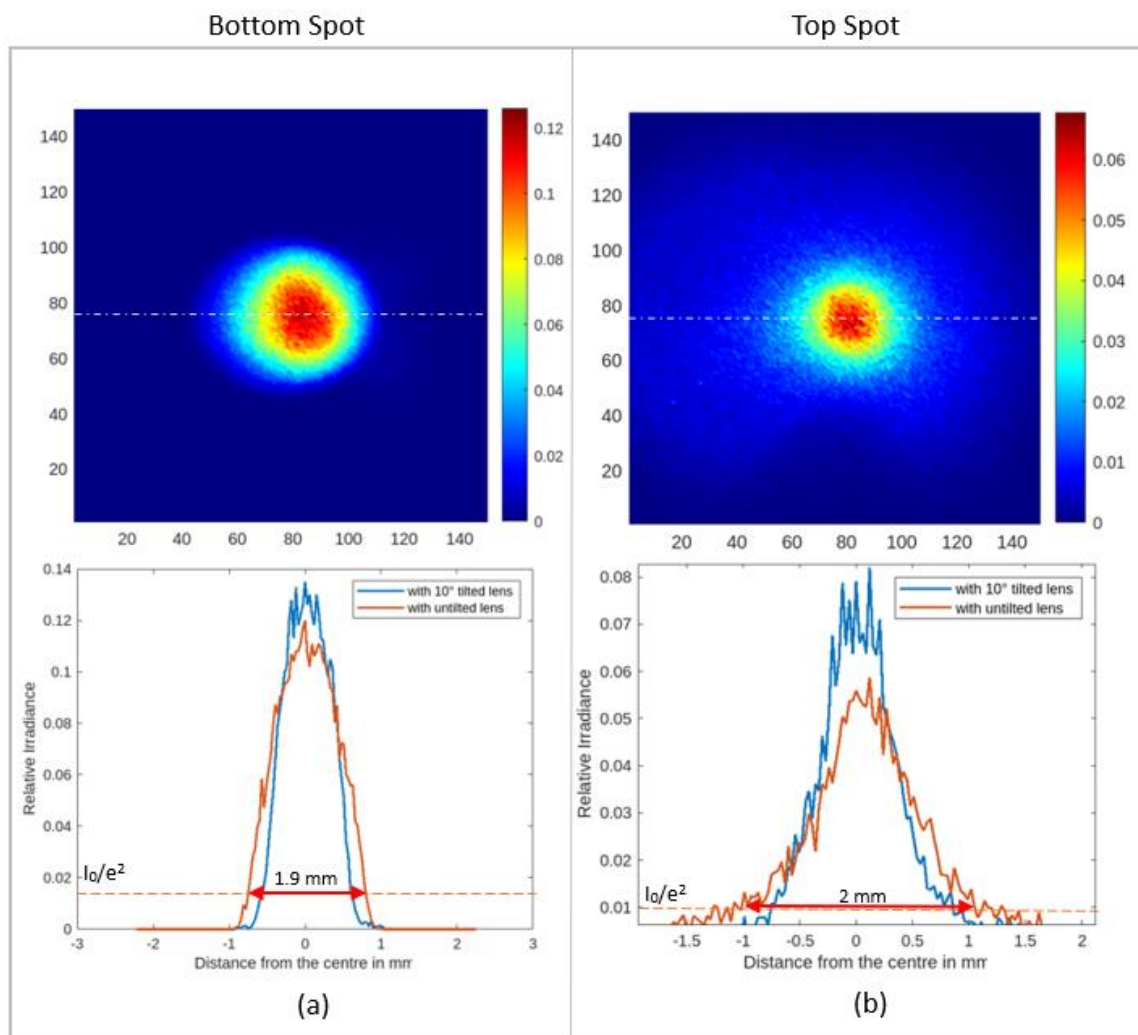 Bottom Spot
Top Spot
140
120
100
80
60
40
20
20 40 60 80 100 120 140
0.12
0.1
0.08
0.06
0.04
0.02
0
140
120
100
80
60
40
20
20 40 60 80 100 120 140
0.06
0.05
0.04
0.03
0.02
0.01
0
0.14
0.12
0.1
0.08
0.06
0.04
0.02
0
Relative Irradiance
with 10° tilted lens
with untilted lens
I₀/e²
1.9 mm
-3 -2 -1 0 1 2 3
Distance from the centre in mm
(a)
0.08
0.07
0.06
0.05
0.04
0.03
0.02
0.01
Relative Irradiance
with 10° tilted lens
with untilted lens
I₀/e²
2 mm
-1.5 -1 -0.5 0 0.5 1 1.5 2
Distance from the centre in mm
(b)